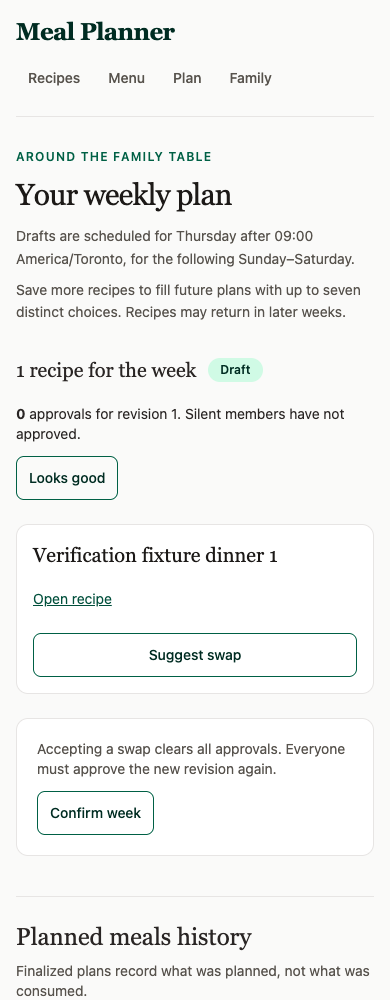 Meal Planner
Recipes Menu Plan Family
AROUND THE FAMILY TABLE
Your weekly plan
Drafts are scheduled for Thursday after 09:00
America/Toronto, for the following Sunday–Saturday.
Save more recipes to fill future plans with up to seven
distinct choices. Recipes may return in later weeks.
1 recipe for the week Draft
0 approvals for revision 1. Silent members have not
approved.
Looks good
Verification fixture dinner 1
Open recipe
Suggest swap
Accepting a swap clears all approvals. Everyone
must approve the new revision again.
Confirm week
Planned meals history
Finalized plans record what was planned, not what was
consumed.